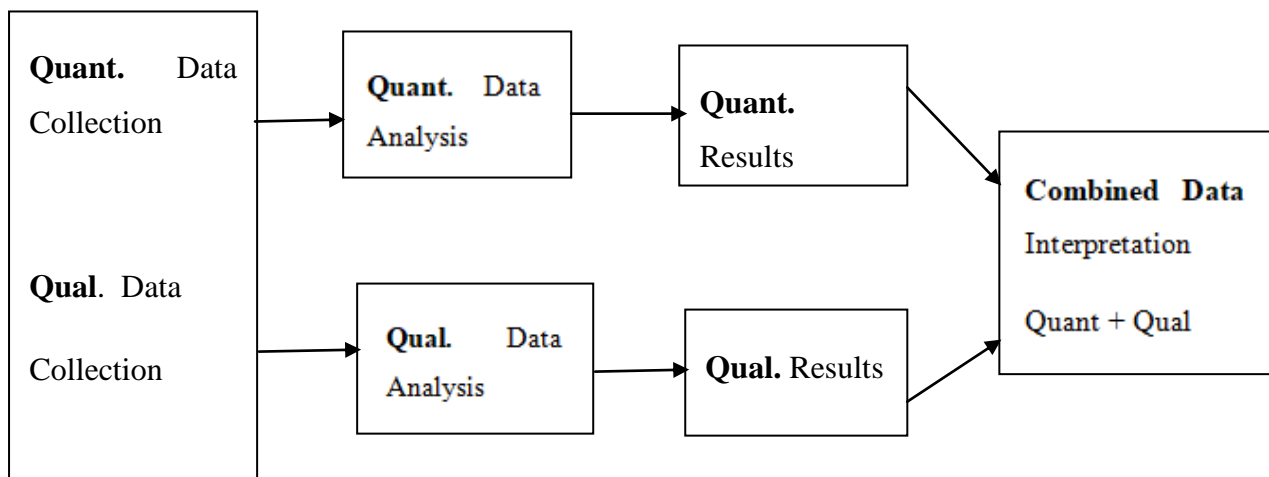 Quant. Data
Collection
Qual. Data
Collection
Quant. Data
Analysis
Qual. Data
Analysis
Quant.
Results
Qual. Results
Combined Data
Interpretation
Quant + Qual